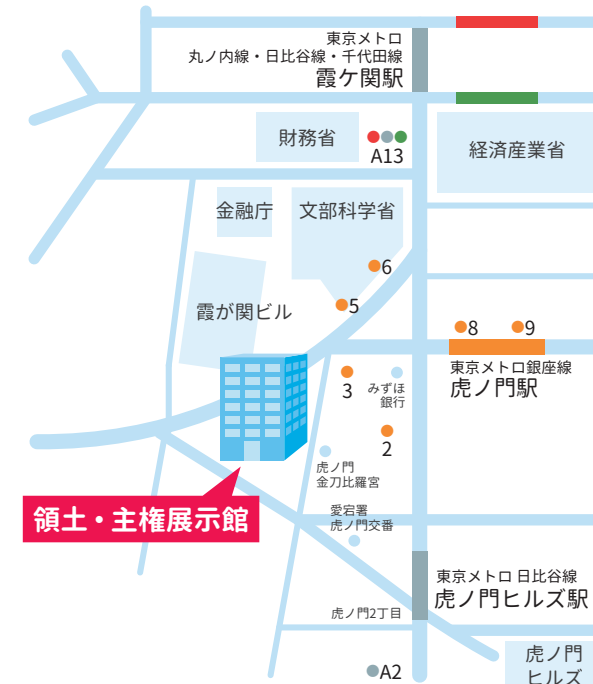 東京メトロ
丸ノ内線・日比谷線・千代田線
霞ケ関駅
財務省
A13
経済産業省
金融庁
文部科学省
6
5
霞が関ビル
8
9
東京メトロ銀座線
虎ノ門駅
3
みずほ
銀行
2
虎ノ門
金刀比羅宮
領土・主権展示館
愛宕署
虎ノ門交番
東京メトロ 日比谷線
虎ノ門ヒルズ駅
虎ノ門2丁目
A2
虎ノ門
ヒルズ